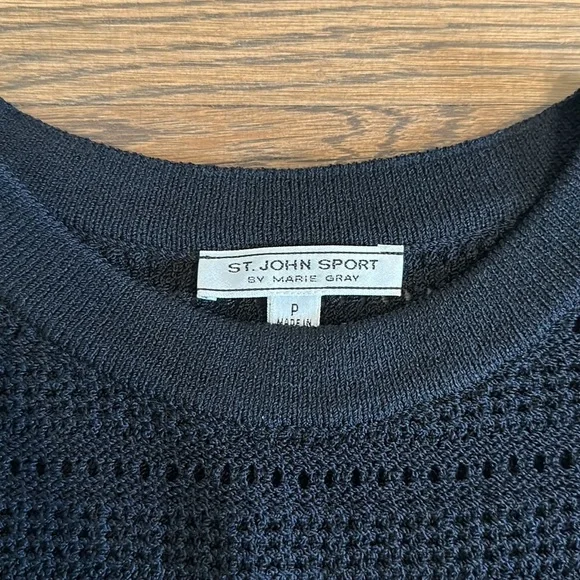 ST. JOHN SPORT
BY MARIE GRAY
P
MADE IN